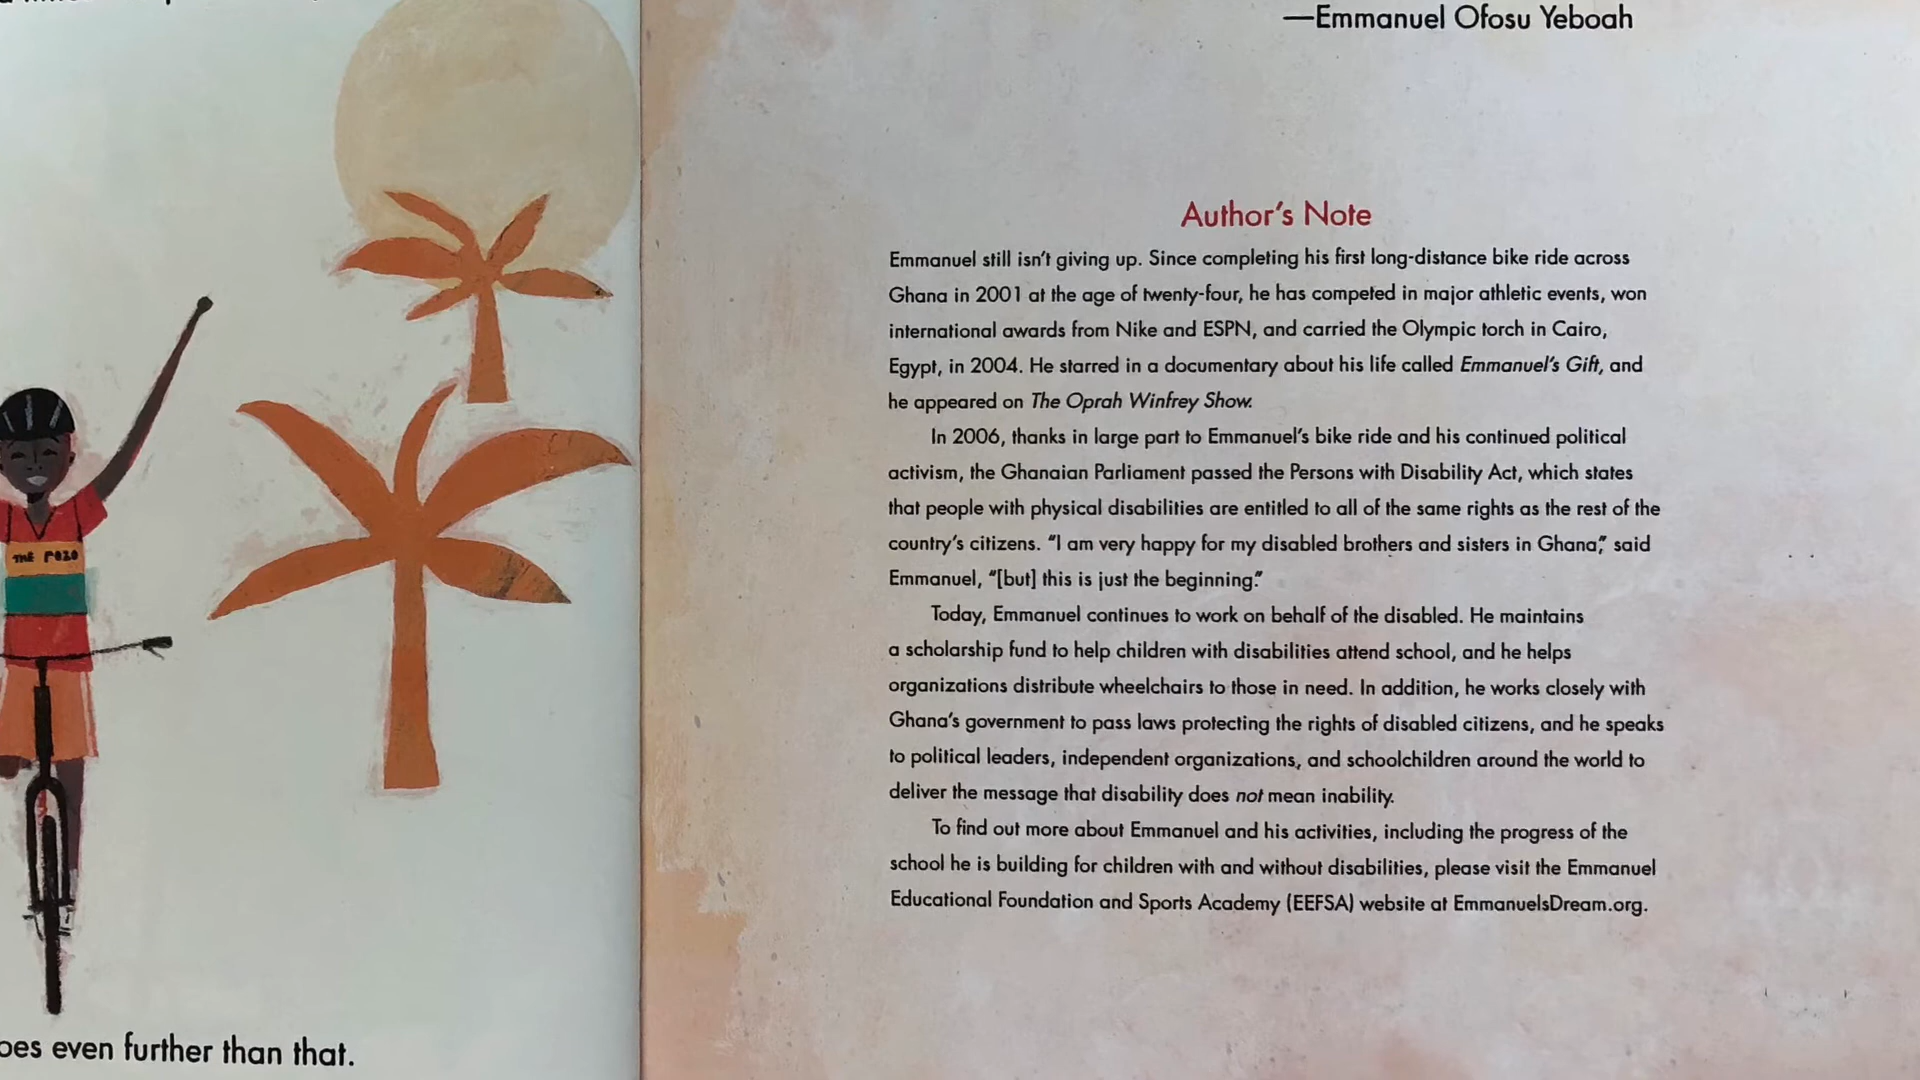 THE POZO
oes even further than that.
—Emmanuel Ofosu Yeboah
Author's Note
Emmanuel still isn't giving up. Since completing his first long-distance bike ride across
Ghana in 2001 at the age of twenty-four, he has competed in major athletic events, won
international awards from Nike and ESPN, and carried the Olympic torch in Cairo,
Egypt, in 2004. He starred in a documentary about his life called Emmanuel's Gift, and
he appeared on The Oprah Winfrey Show.
In 2006, thanks in large part to Emmanuel's bike ride and his continued political
activism, the Ghanaian Parliament passed the Persons with Disability Act, which states
that people with physical disabilities are entitled to all of the same rights as the rest of the
country's citizens. "I am very happy for my disabled brothers and sisters in Ghana," said
Emmanuel, "[but] this is just the beginning."
Today, Emmanuel continues to work on behalf of the disabled. He maintains
a scholarship fund to help children with disabilities attend school, and he helps
organizations distribute wheelchairs to those in need. In addition, he works closely with
Ghana's government to pass laws protecting the rights of disabled citizens, and he speaks
to political leaders, independent organizations, and schoolchildren around the world to
deliver the message that disability does not mean inability.
To find out more about Emmanuel and his activities, including the progress of the
school he is building for children with and without disabilities, please visit the Emmanuel
Educational Foundation and Sports Academy (EEFSA) website at EmmanuelsDream.org.